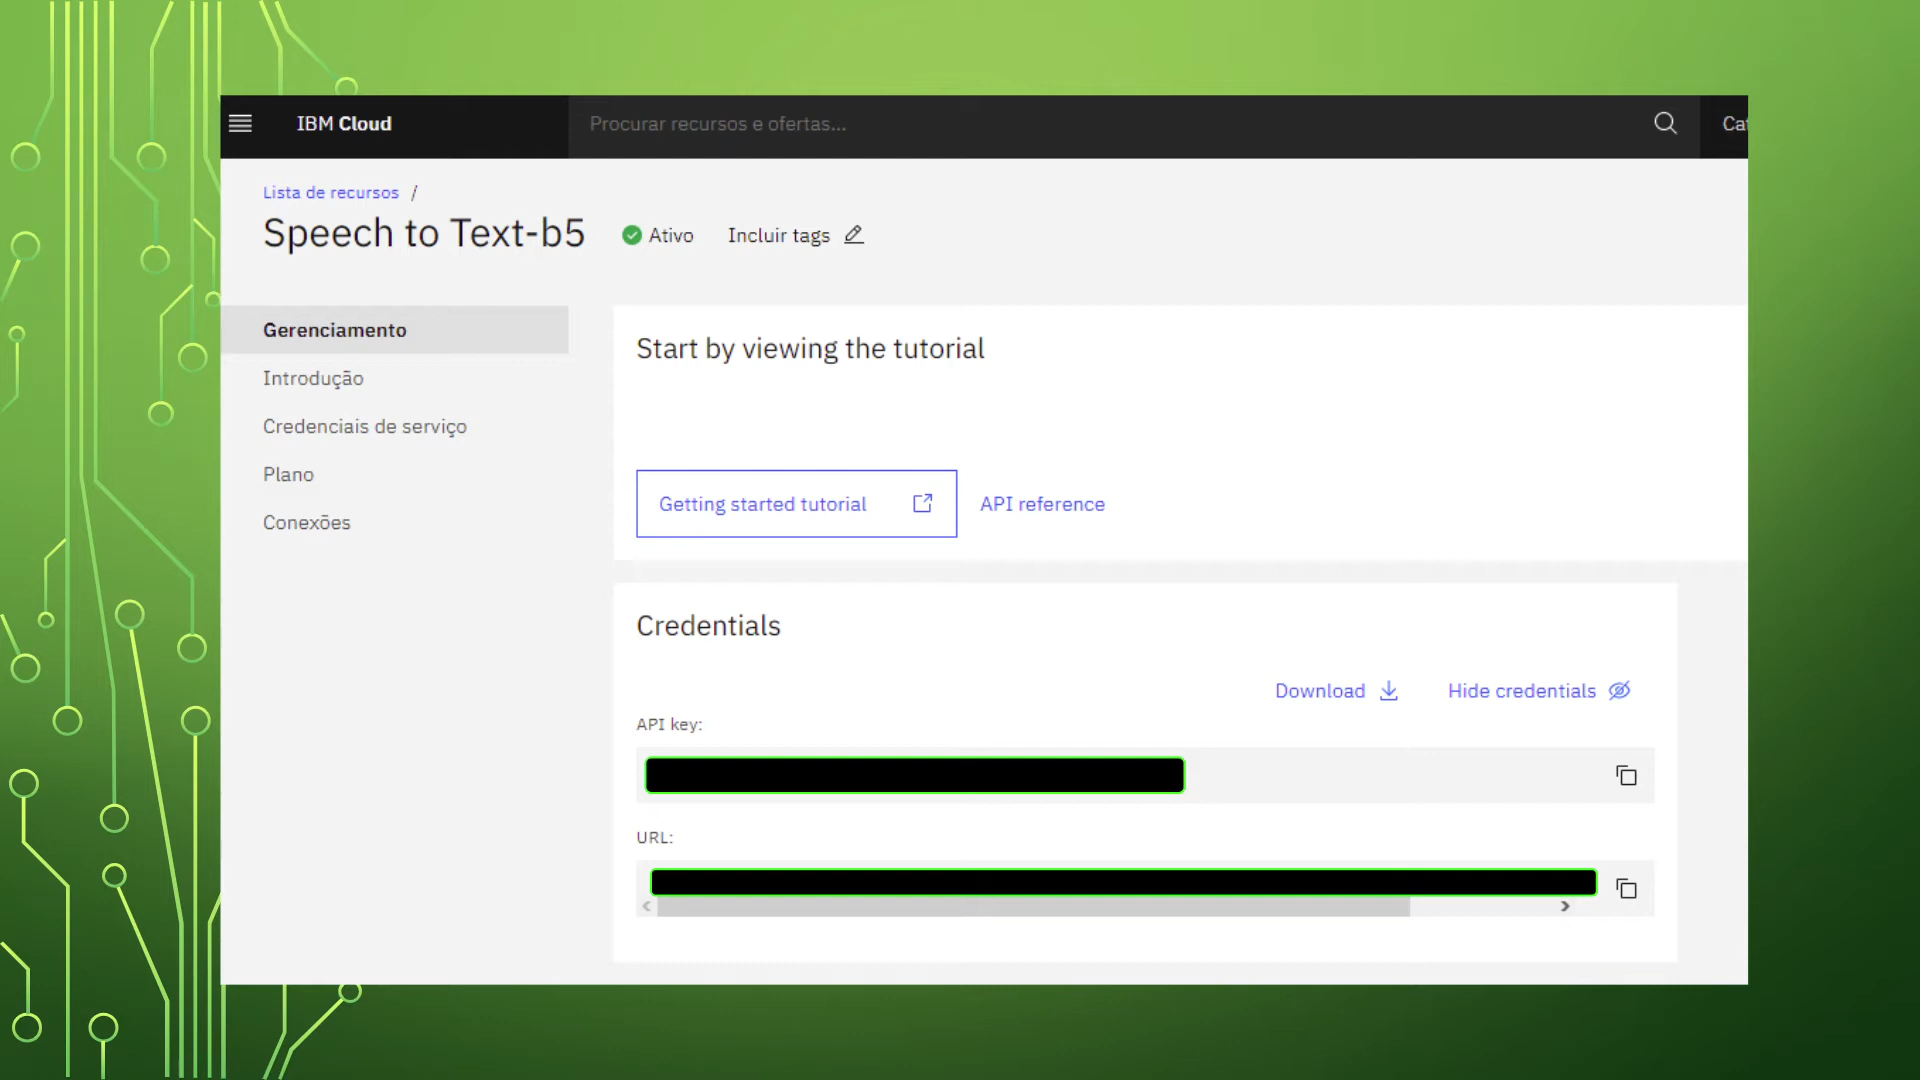 IBM Cloud
Procurar recursos e ofertas...
Lista de recursos /
Speech to Text-b5
Ativo
Incluir tags
Gerenciamento
Introdução
Credenciais de serviço
Plano
Conexões
Start by viewing the tutorial
Getting started tutorial
API reference
Credentials
Download
Hide credentials
API key:
URL: